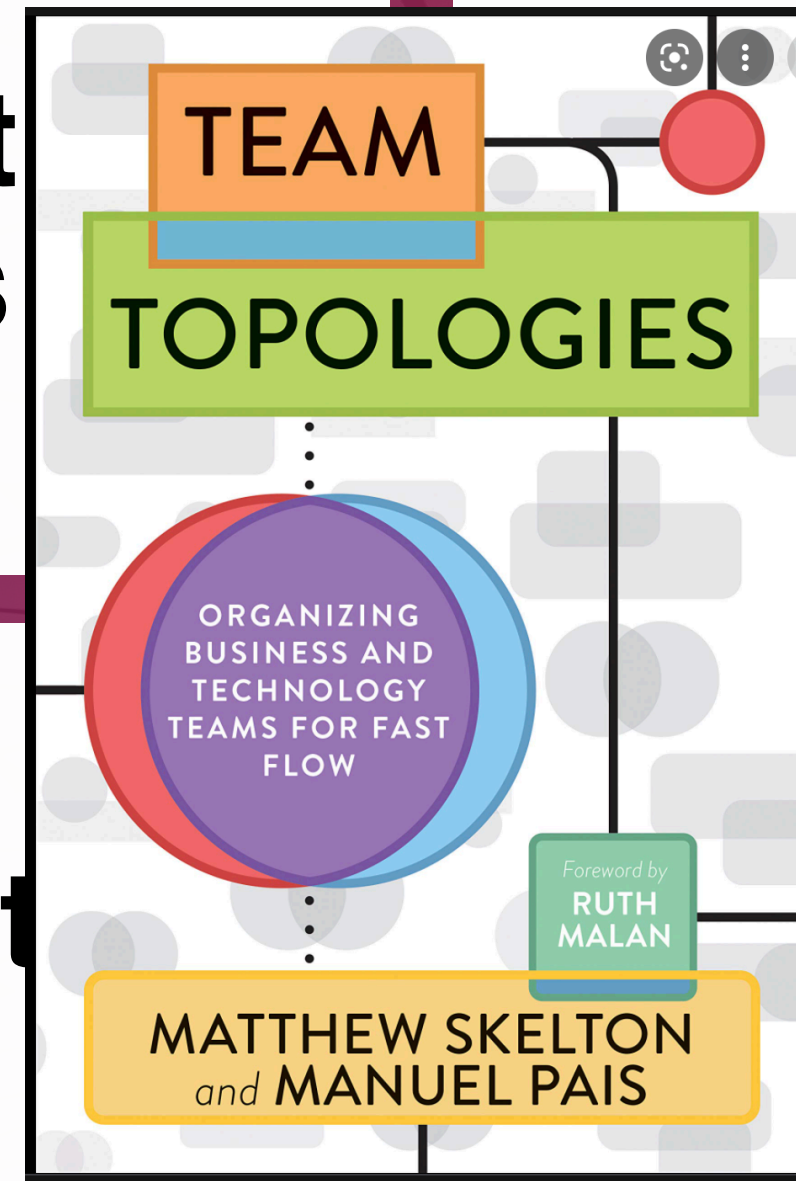 t
s
TEAM
TOPOLOGIES
ORGANIZING
BUSINESS AND
TECHNOLOGY
TEAMS FOR FAST
FLOW
Foreword by
RUTH
MALAN
t
MATTHEW SKELTON
and MANUEL PAIS